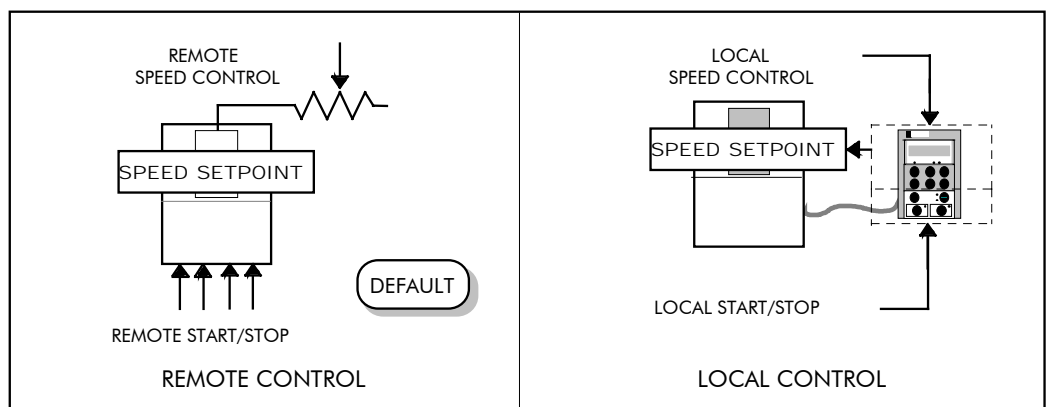 REMOTE
SPEED CONTROL
SPEED SETPOINT
DEFAULT
REMOTE START/STOP
REMOTE CONTROL
LOCAL
SPEED CONTROL
SPEED SETPOINT
LOCAL START/STOP
LOCAL CONTROL